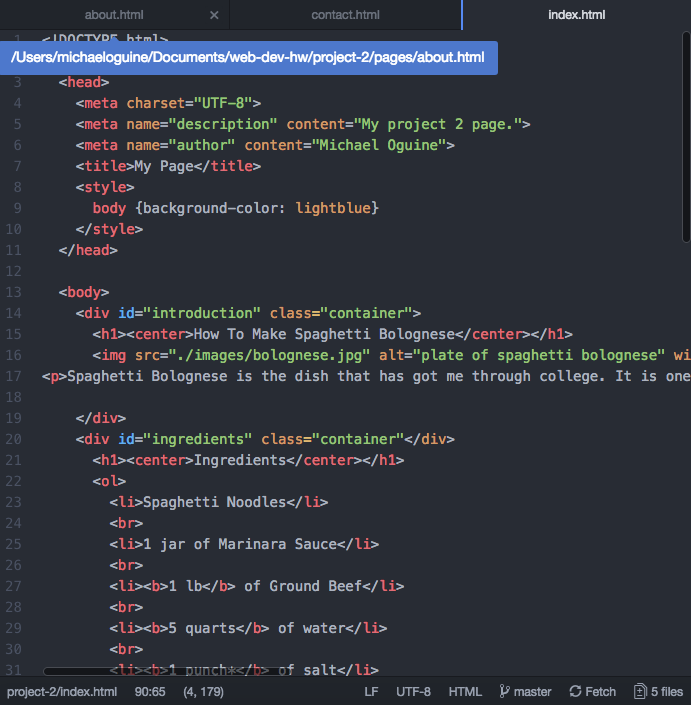 about.html × contact.html index.html
1 <!DOCTYPE html>
/Users/michaeloguine/Documents/web-dev-hw/project-2/pages/about.html
3 <head>
4 <meta charset="UTF-8">
5 <meta name="description" content="My project 2 page.">
6 <meta name="author" content="Michael Oguine">
7 <title>My Page</title>
8 <style>
9 body {background-color: lightblue}
10 </style>
11 </head>
12
13 <body>
14 <div id="introduction" class="container">
15 <h1><center>How To Make Spaghetti Bolognese</center></h1>
16 <img src="./images/bolognese.jpg" alt="plate of spaghetti bolognese" wi
17 <p>Spaghetti Bolognese is the dish that has got me through college. It is one
18
19 </div>
20 <div id="ingredients" class="container"</div>
21 <h1><center>Ingredients</center></h1>
22 <ol>
23 <li>Spaghetti Noodles</li>
24 <br>
25 <li>1 jar of Marinara Sauce</li>
26 <br>
27 <li><b>1 lb</b> of Ground Beef</li>
28 <br>
29 <li><b>5 quarts</b> of water</li>
30 <br>
31 <li><b>1 punch*</b> of salt</li>
project-2/index.html 90:65 (4, 179) LF UTF-8 HTML master Fetch 5 files